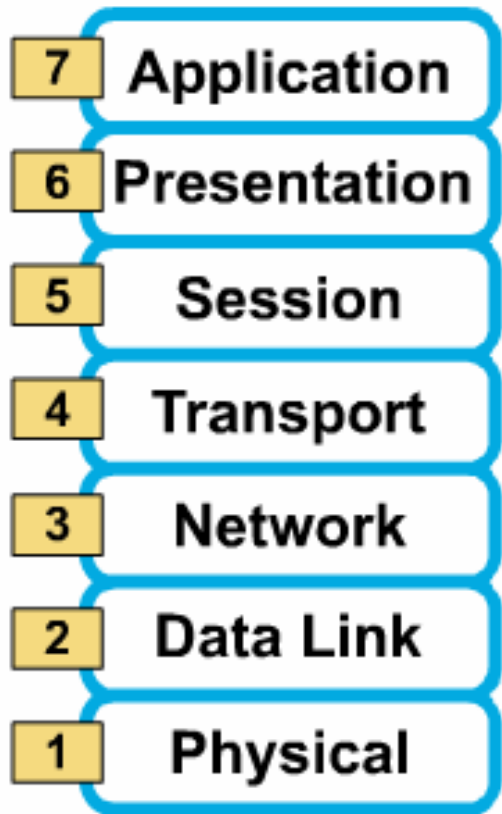 7 Application
6 Presentation
5 Session
4 Transport
3 Network
2 Data Link
1 Physical